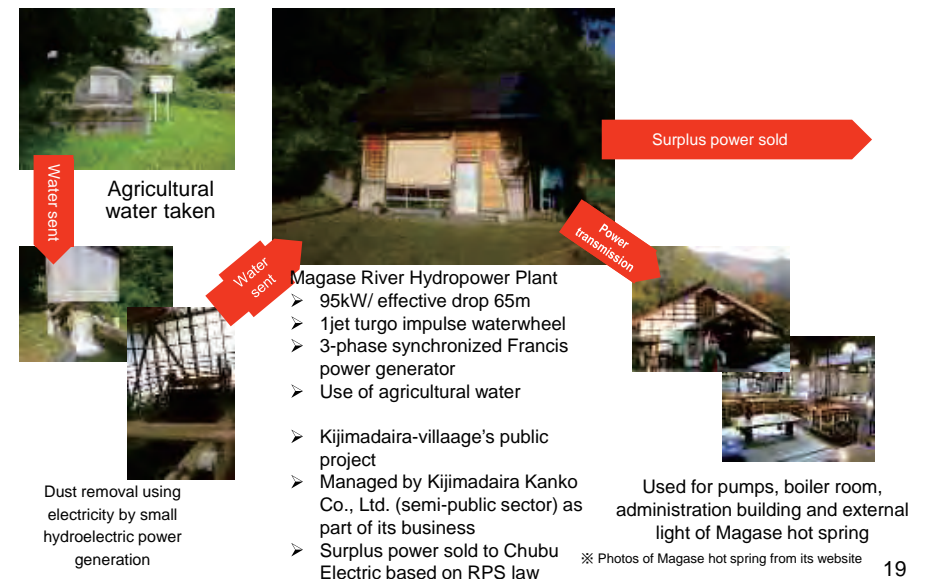 Surplus power sold
Water sent
Agricultural
water taken
Power
transmission
Water
sent
Magase River Hydropower Plant
➢ 95kW/ effective drop 65m
➢ 1jet turgo impulse waterwheel
➢ 3-phase synchronized Francis
power generator
➢ Use of agricultural water
➢ Kijimadaira-villaage's public
project
➢ Managed by Kijimadaira Kanko
Co., Ltd. (semi-public sector) as
part of its business
➢ Surplus power sold to Chubu
Electric based on RPS law
Dust removal using
electricity by small
hydroelectric power
generation
Used for pumps, boiler room,
administration building and external
light of Magase hot spring
※ Photos of Magase hot spring from its website
19